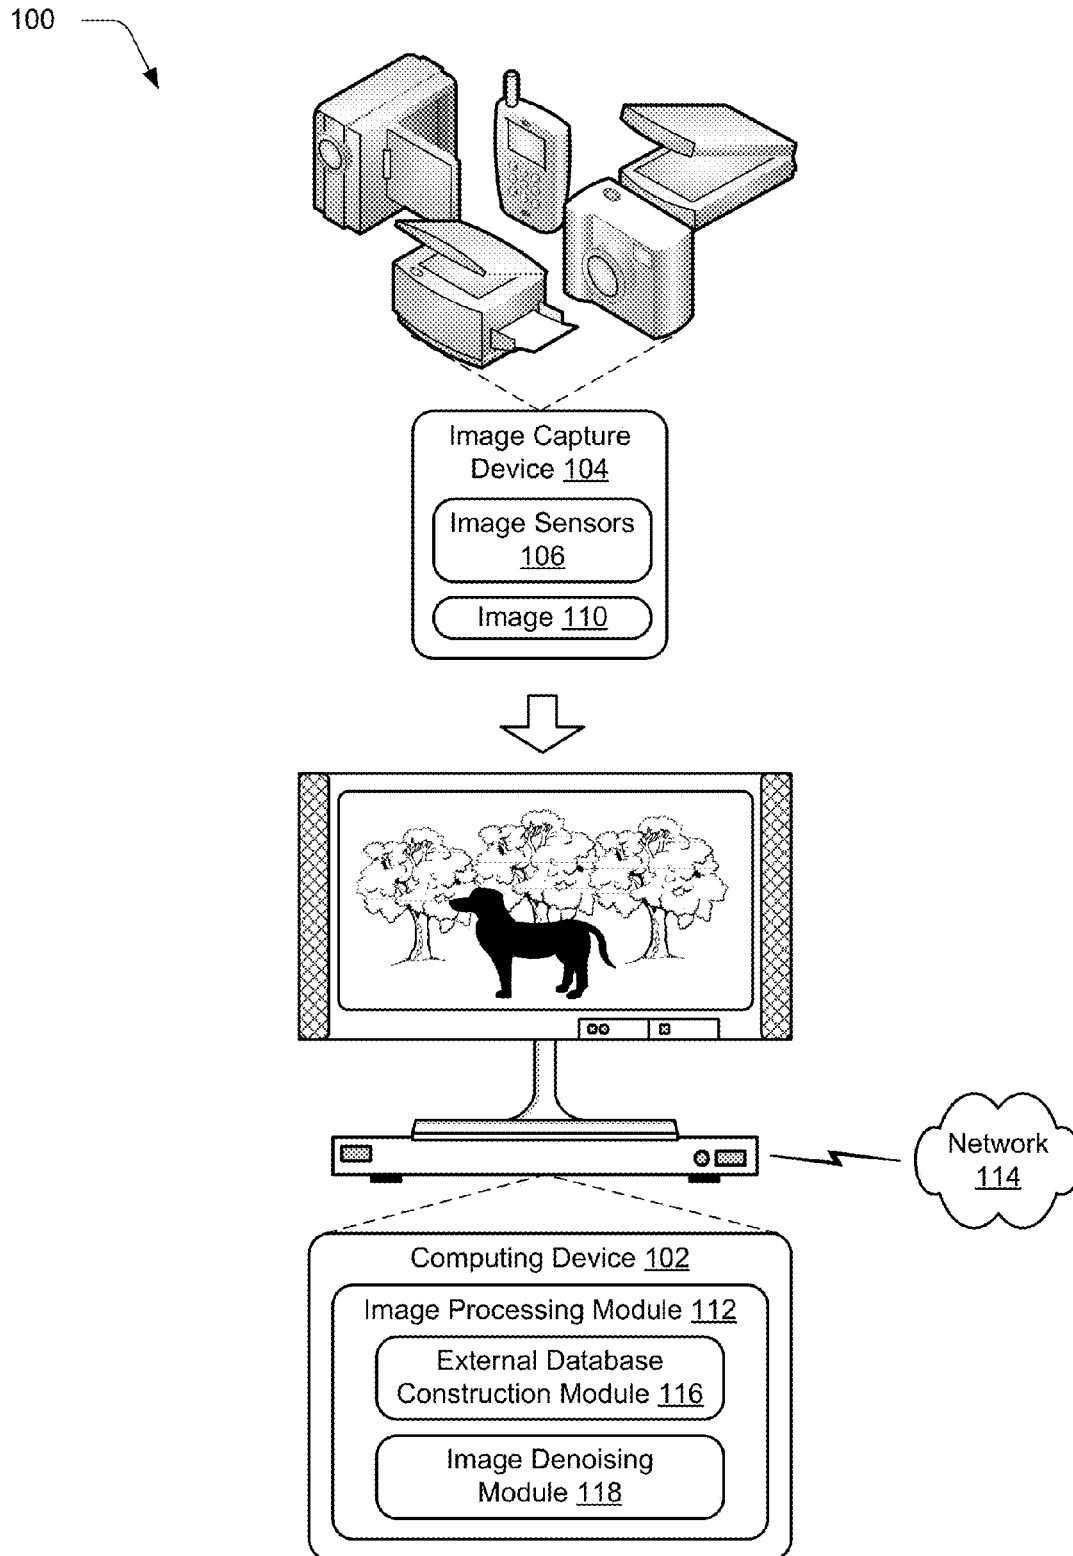 100
Image Capture
Device 104
Image Sensors
106
Image 110
Network
114
Computing Device 102
Image Processing Module 112
External Database
Construction Module 116
Image Denoising
Module 118